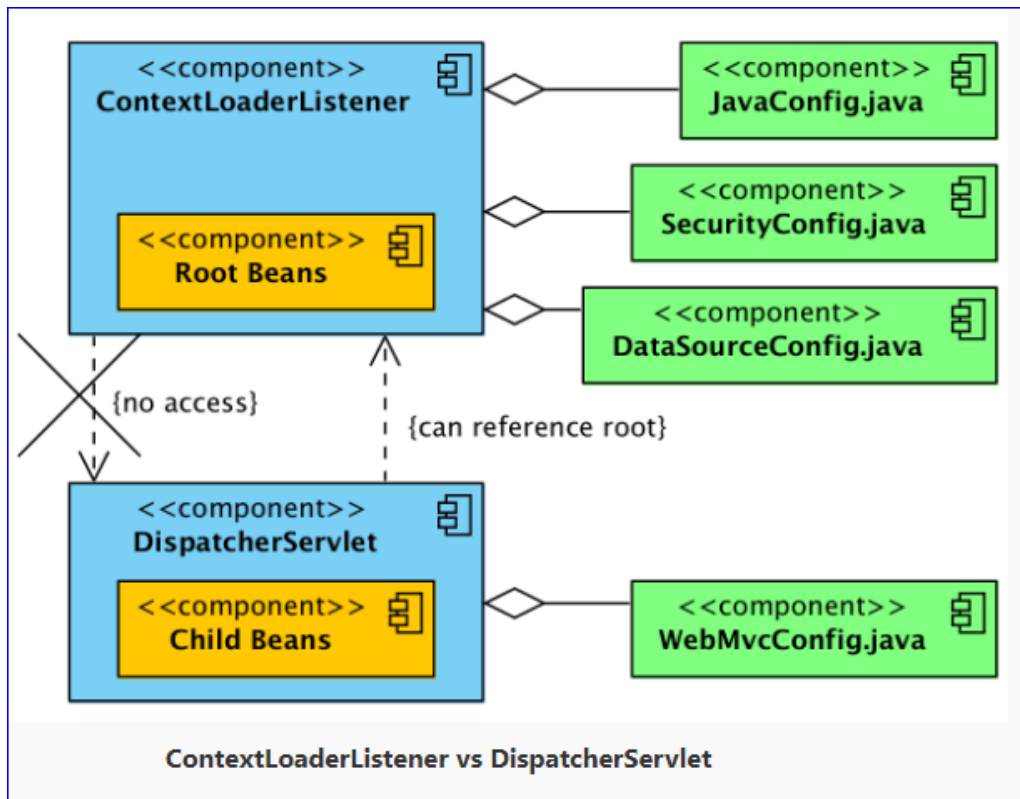 <<component>>
ContextLoaderListener
<<component>>
Root Beans
<<component>>
JavaConfig.java
<<component>>
SecurityConfig.java
<<component>>
DataSourceConfig.java
{no access}
{can reference root}
<<component>>
DispatcherServlet
<<component>>
Child Beans
<<component>>
WebMvcConfig.java
ContextLoaderListener vs DispatcherServlet